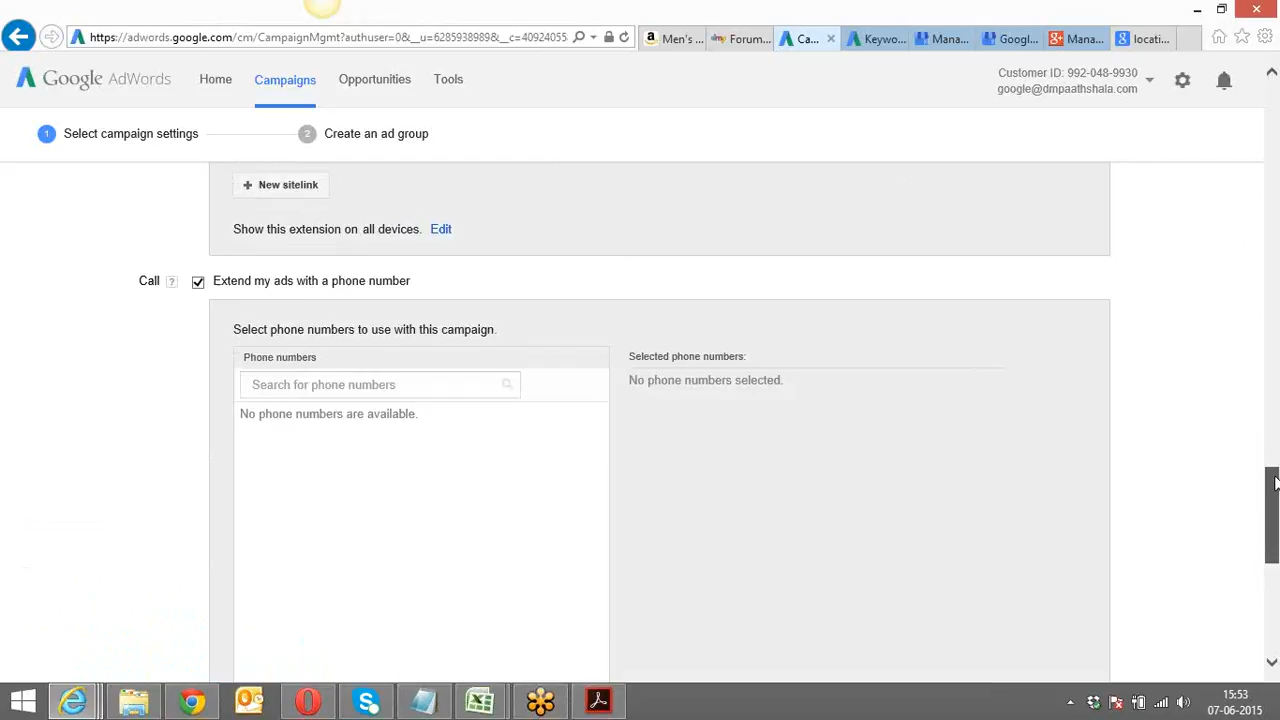 https://adwords.google.com/cm/CampaignMgmt?authuser=0&__u=6285938989&__c=40924055.
Men's ...
Forum...
Ca...
Keywo...
Mana...
Googl...
Mana...
locati...
Google AdWords
Home
Campaigns
Opportunities
Tools
Customer ID: 992-048-9930
google@dmpaathshala.com
1 Select campaign settings
2 Create an ad group
+ New sitelink
Show this extension on all devices. Edit
Call ? Extend my ads with a phone number
Select phone numbers to use with this campaign.
Phone numbers
Selected phone numbers:
Search for phone numbers
No phone numbers selected.
No phone numbers are available.
15:53
07-06-2015